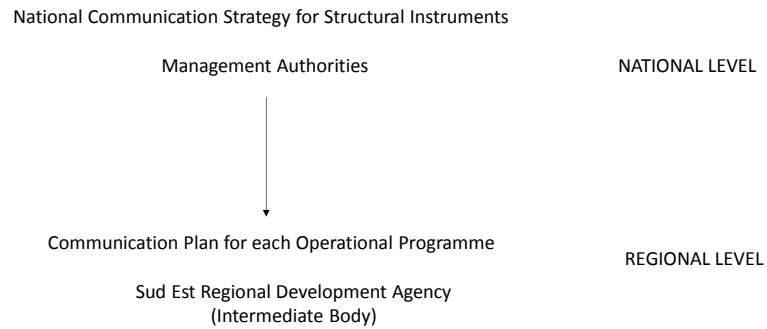 National Communication Strategy for Structural Instruments
Management Authorities
NATIONAL LEVEL
Communication Plan for each Operational Programme
REGIONAL LEVEL
Sud Est Regional Development Agency
(Intermediate Body)